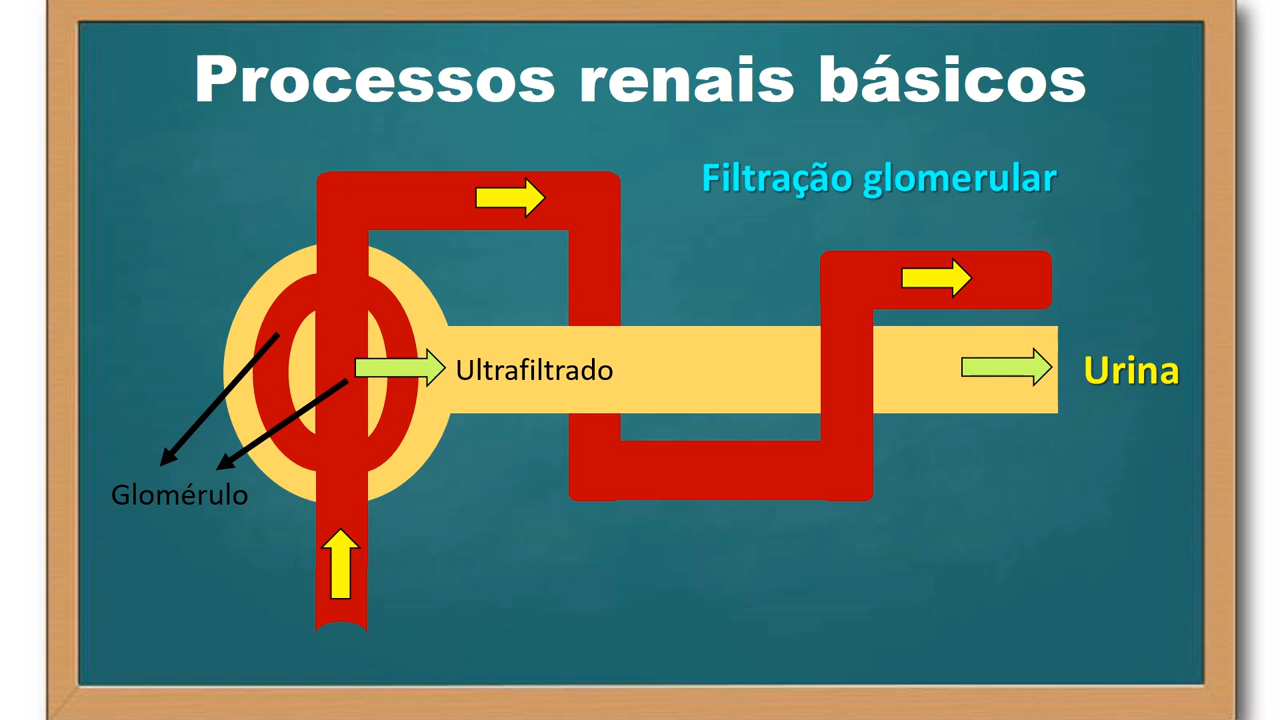 Processos renais básicos
Filtração glomerular
Ultrafiltrado
Urina
Glomérulo